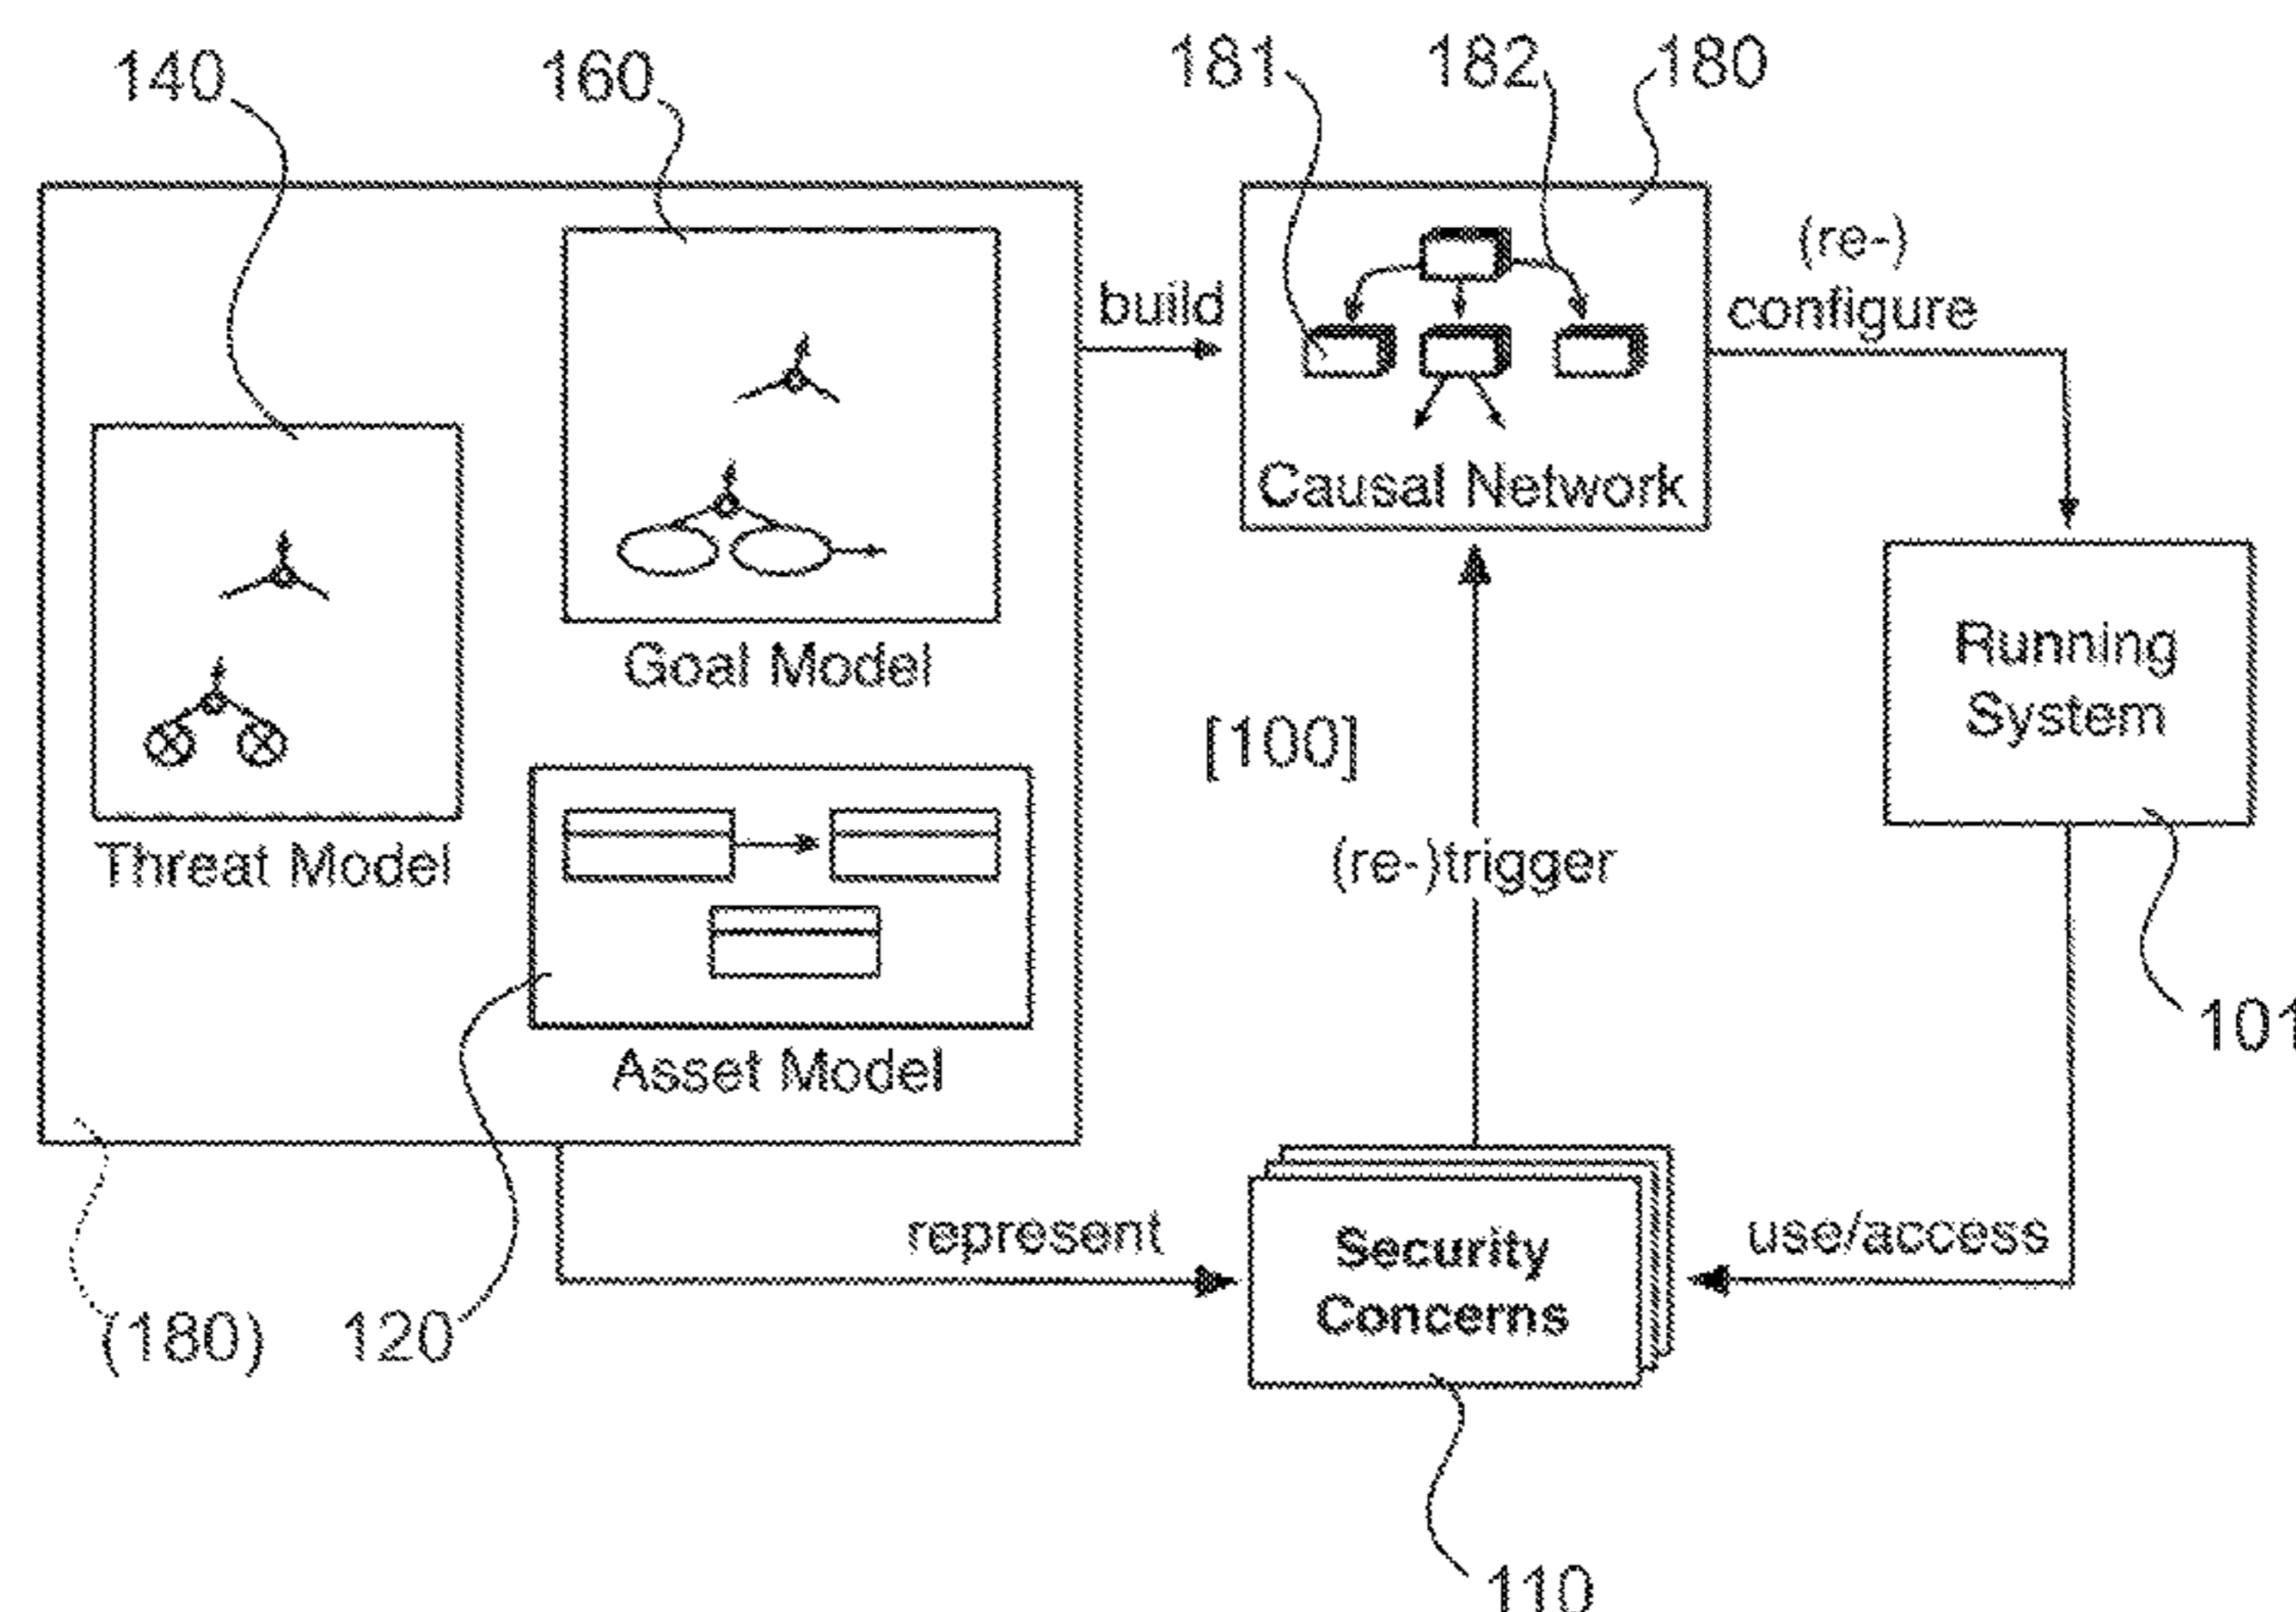 140
160
181
182
180
(re-)
configure
build
Causal Network
Goal Model
Running
System
[100]
Threat Model
(re-)trigger
101
Asset Model
represent
Security
Concerns
use/access
(180)
120
110